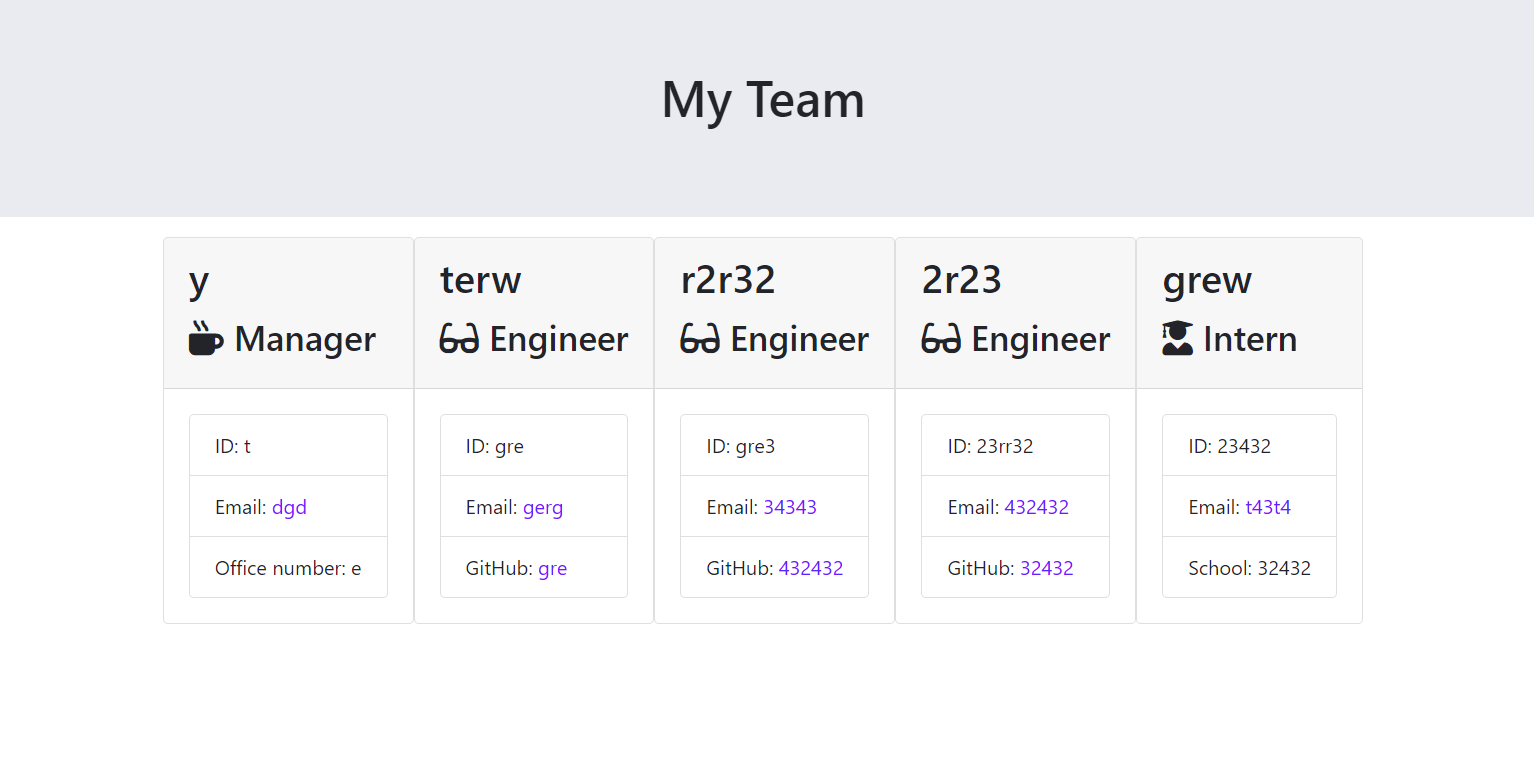 My Team
y
Manager
ID: t
Email: dgd
Office number: e
terw
Engineer
ID: gre
Email: gerg
GitHub: gre
r2r32
Engineer
ID: gre3
Email: 34343
GitHub: 432432
2r23
Engineer
ID: 23rr32
Email: 432432
GitHub: 32432
grew
Intern
ID: 23432
Email: t43t4
School: 32432